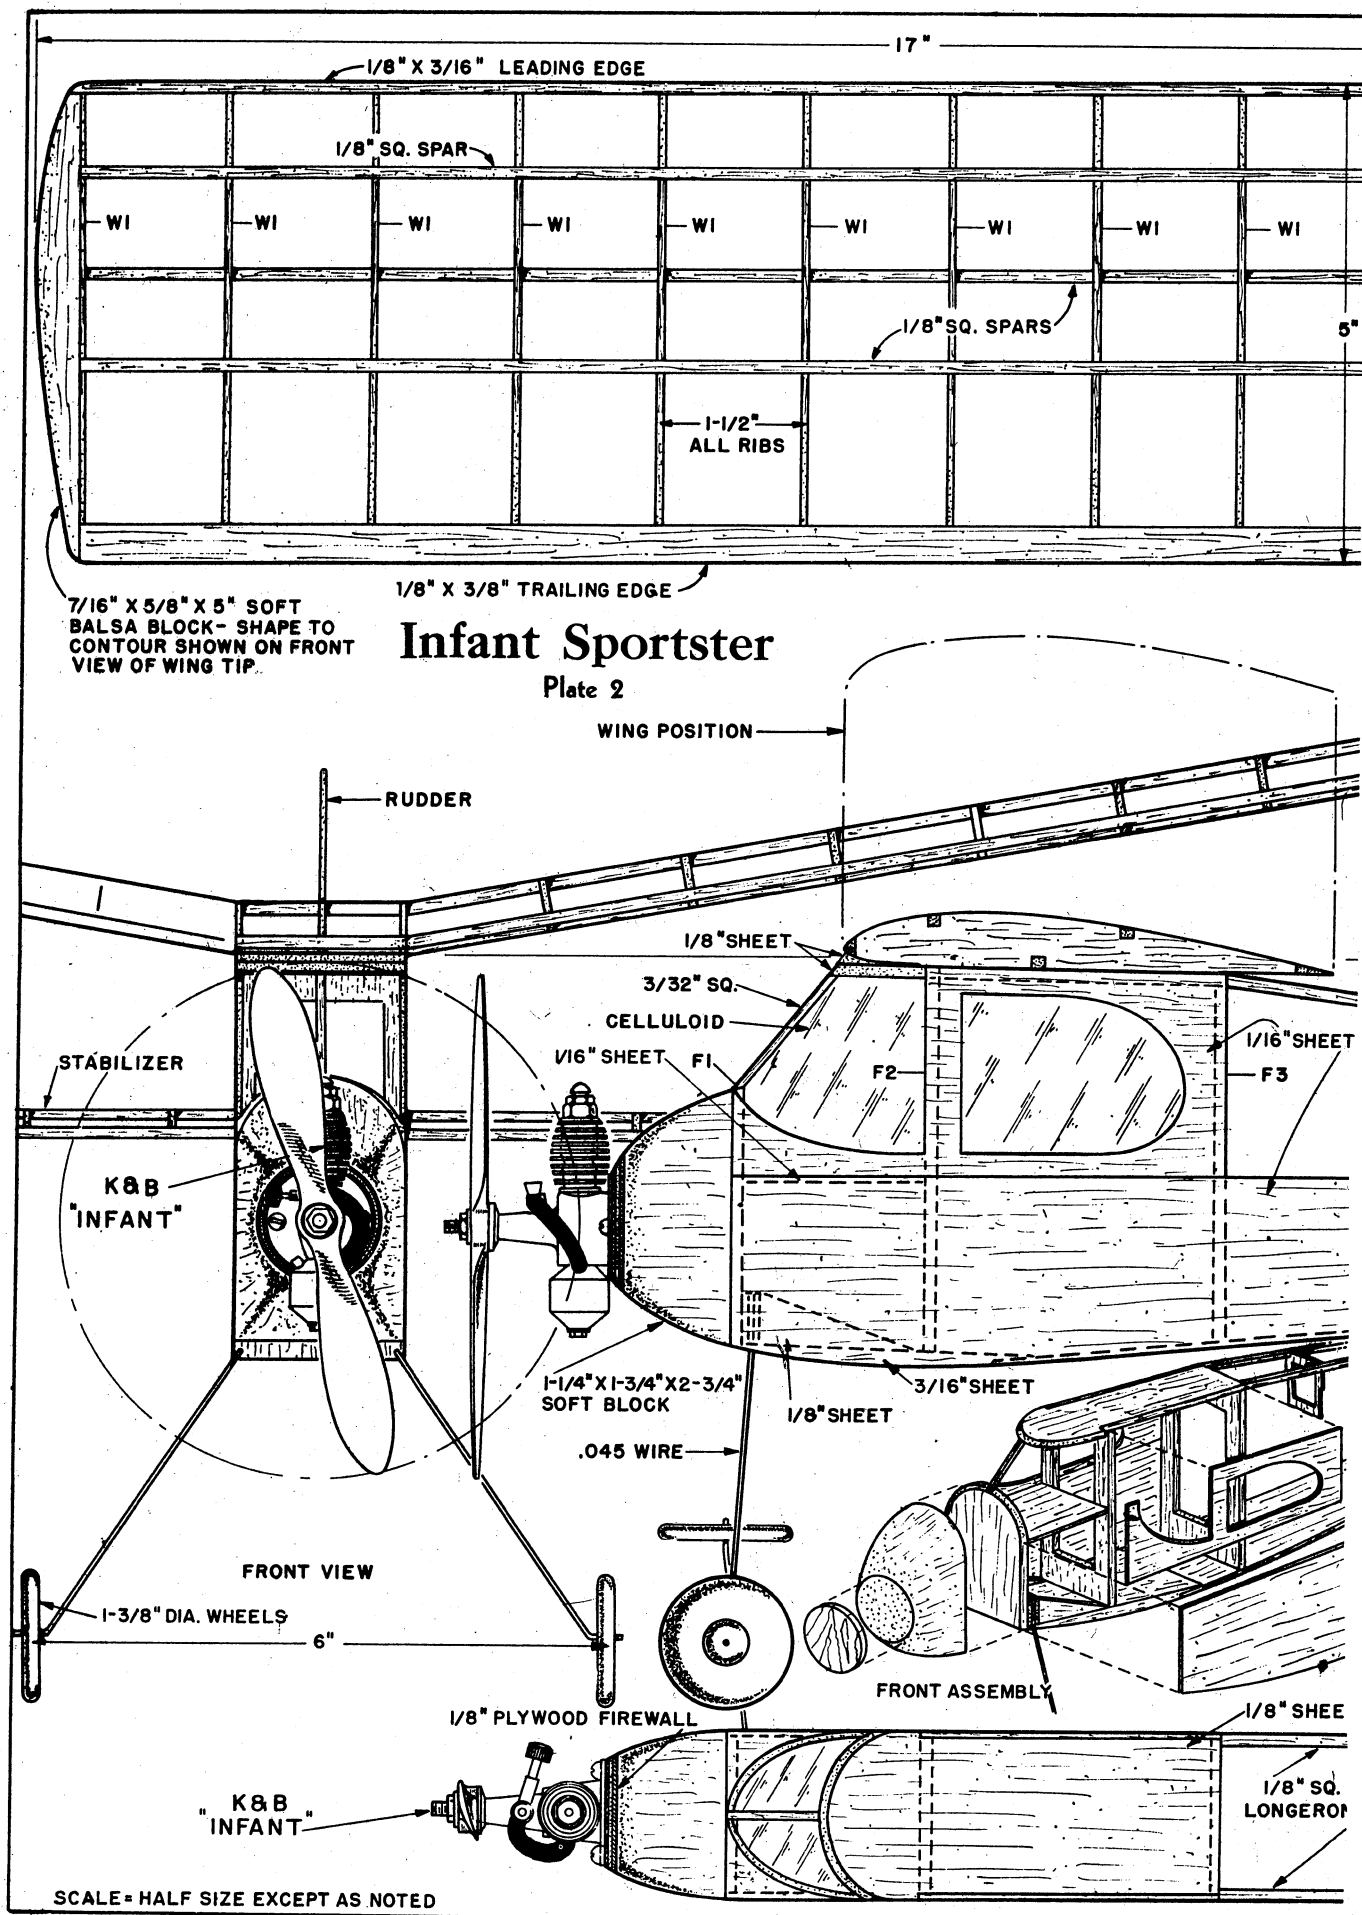 17"
1/8" X 3/16" LEADING EDGE
1/8" SQ. SPAR
W1 W1 W1 W1 W1 W1 W1 W1 W1
1/8" SQ. SPARS
5"
1-1/2"
ALL RIBS
1/8" X 3/8" TRAILING EDGE
7/16" X 5/8" X 5" SOFT
BALSA BLOCK- SHAPE TO
CONTOUR SHOWN ON FRONT
VIEW OF WING TIP.
Infant Sportster
Plate 2
WING POSITION
RUDDER
1/8" SHEET
3/32" SQ.
CELLULOID
1/16" SHEET
F1
F2
F3
1/16" SHEET
STABILIZER
K&B
"INFANT"
1-1/4" X 1-3/4" X 2-3/4"
SOFT BLOCK
3/16" SHEET
1/8" SHEET
.045 WIRE
FRONT VIEW
1-3/8" DIA. WHEELS
6"
FRONT ASSEMBLY
1/8" PLYWOOD FIREWALL
1/8" SHEE
1/8" SQ.
LONGERON
K&B
"INFANT"
SCALE = HALF SIZE EXCEPT AS NOTED